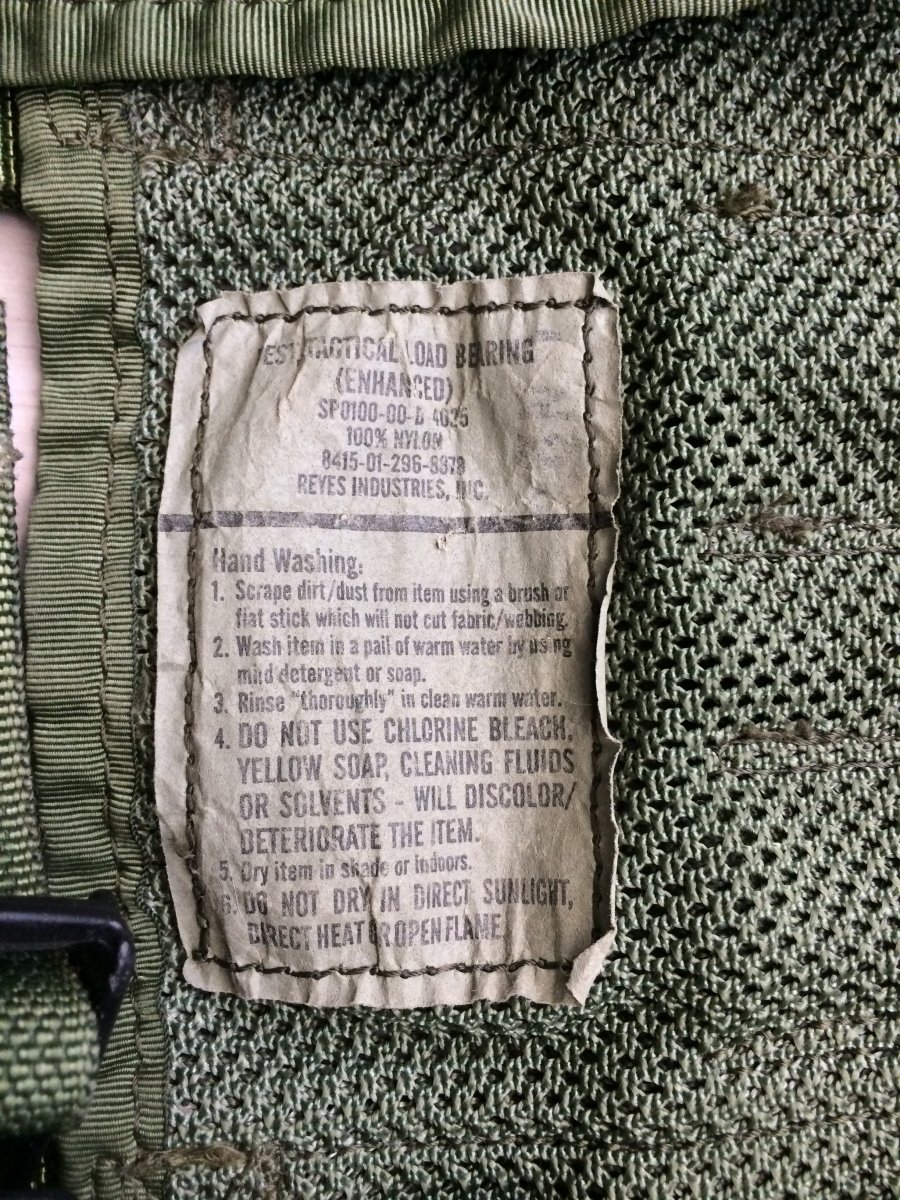 VEST, TACTICAL LOAD BEARING
(ENHANCED)
SP0100-00-D-4025
100% NYLON
8415-01-296-8878
REYES INDUSTRIES, INC.
Hand Washing:
1. Scrape dirt/dust from item using a brush or
flat stick which will not cut fabric/webbing.
2. Wash item in a pail of warm water by using
mild detergent or soap.
3. Rinse "thoroughly" in clean warm water.
4. DO NOT USE CHLORINE BLEACH,
YELLOW SOAP, CLEANING FLUIDS
OR SOLVENTS - WILL DISCOLOR/
DETERIORATE THE ITEM.
5. Dry item in shade or indoors.
6. DO NOT DRY IN DIRECT SUNLIGHT,
DIRECT HEAT OR OPEN FLAME